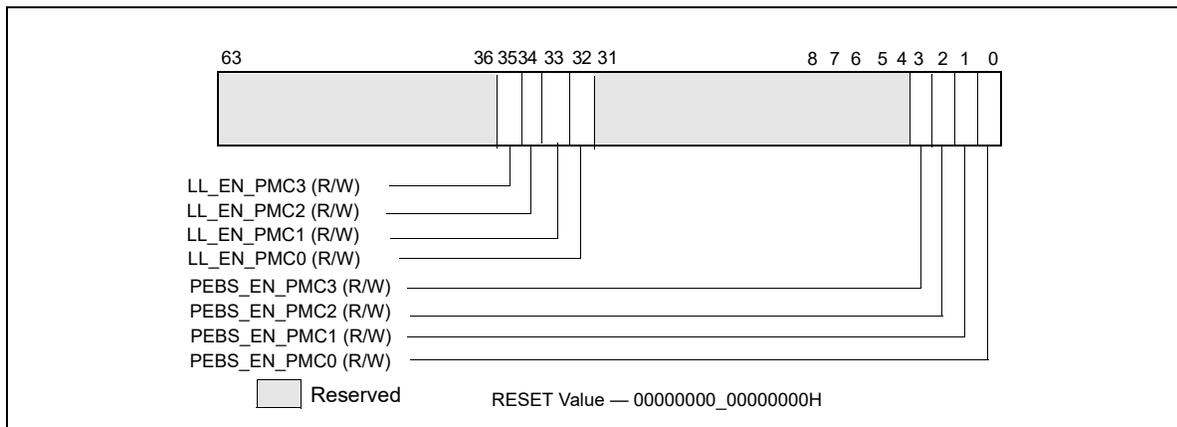 63 36 35 34 33 32 31 8 7 6 5 4 3 2 1 0
LL_EN_PMC3 (R/W)
LL_EN_PMC2 (R/W)
LL_EN_PMC1 (R/W)
LL_EN_PMC0 (R/W)
PEBS_EN_PMC3 (R/W)
PEBS_EN_PMC2 (R/W)
PEBS_EN_PMC1 (R/W)
PEBS_EN_PMC0 (R/W)
Reserved RESET Value — 00000000_00000000H